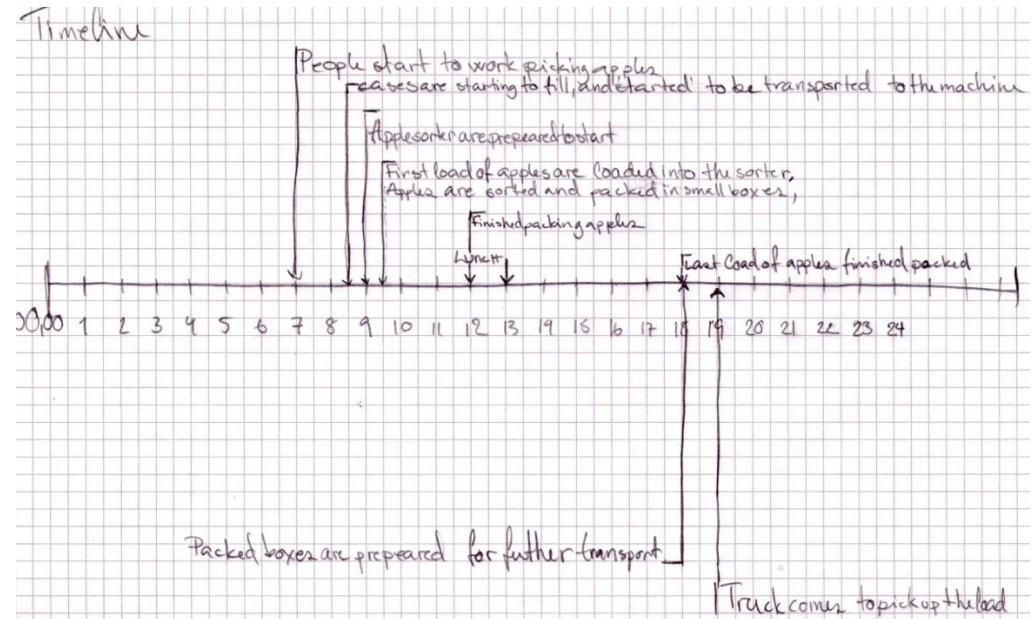 Timeline
People start to work picking apples
cases are starting to fill, and started to be transported to the machine
Applesorter are prepeared to start
First load of apples are loaded into the sorter,
Apples are sorted and packed in small boxes,
Finished packing apples
Last load of apples finished packed
00,00 1 2 3 4 5 6 7 8 9 10 11 12 13 14 15 16 17 18 19 20 21 22 23 24
Packed boxes are prepeared for futher transport
Truck comes to pick up the load